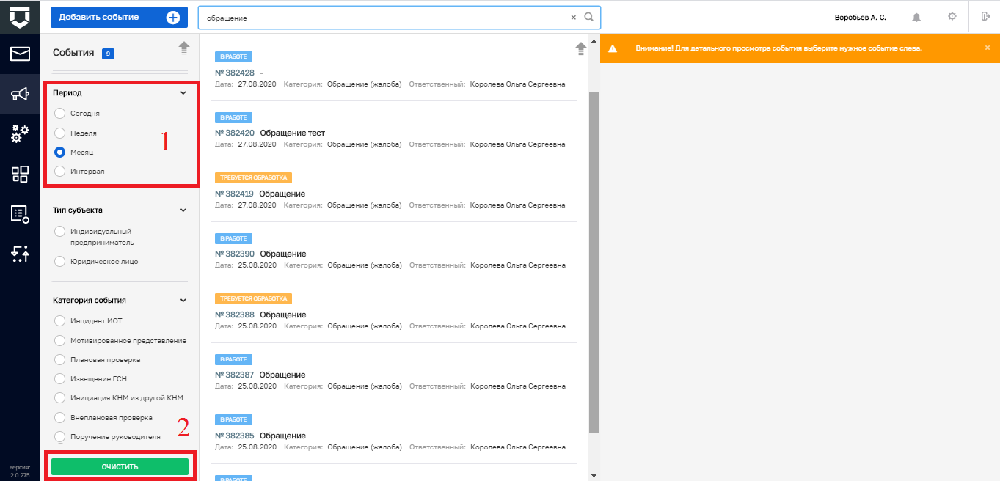 Добавить событие
обращение
Воробьев А. С.
События 9
Период
Сегодня
Неделя
Месяц
Интервал
1
Тип субъекта
Индивидуальный
предприниматель
Юридическое лицо
Категория события
Инцидент ИОТ
Мотивированное представление
Плановая проверка
Извещение ГСН
Инициация КНМ из другой КНМ
Внеплановая проверка
Поручение руководителя
2
ОЧИСТИТЬ
версия:
2.0.275
В РАБОТЕ
№ 382428 -
Дата: 27.08.2020 Категория: Обращение (жалоба) Ответственный: Королева Ольга Сергеевна
В РАБОТЕ
№ 382420 Обращение тест
Дата: 27.08.2020 Категория: Обращение (жалоба) Ответственный: Королева Ольга Сергеевна
ТРЕБУЕТСЯ ОБРАБОТКА
№ 382419 Обращение
Дата: 27.08.2020 Категория: Обращение (жалоба) Ответственный: Королева Ольга Сергеевна
В РАБОТЕ
№ 382390 Обращение
Дата: 25.08.2020 Категория: Обращение (жалоба) Ответственный: Королева Ольга Сергеевна
ТРЕБУЕТСЯ ОБРАБОТКА
№ 382388 Обращение
Дата: 25.08.2020 Категория: Обращение (жалоба) Ответственный: Королева Ольга Сергеевна
В РАБОТЕ
№ 382387 Обращение
Дата: 25.08.2020 Категория: Обращение (жалоба) Ответственный: Королева Ольга Сергеевна
В РАБОТЕ
№ 382385 Обращение
Дата: 25.08.2020 Категория: Обращение (жалоба) Ответственный: Королева Ольга Сергеевна
В РАБОТЕ
Внимание! Для детального просмотра события выберите нужное событие слева.